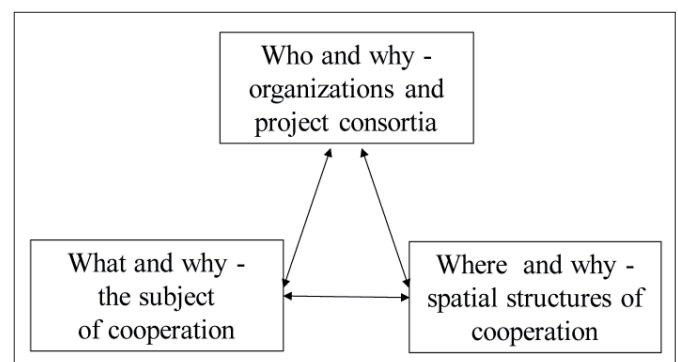 Who and why -
organizations and
project consortia
What and why -
the subject
of cooperation
Where and why -
spatial structures of
cooperation